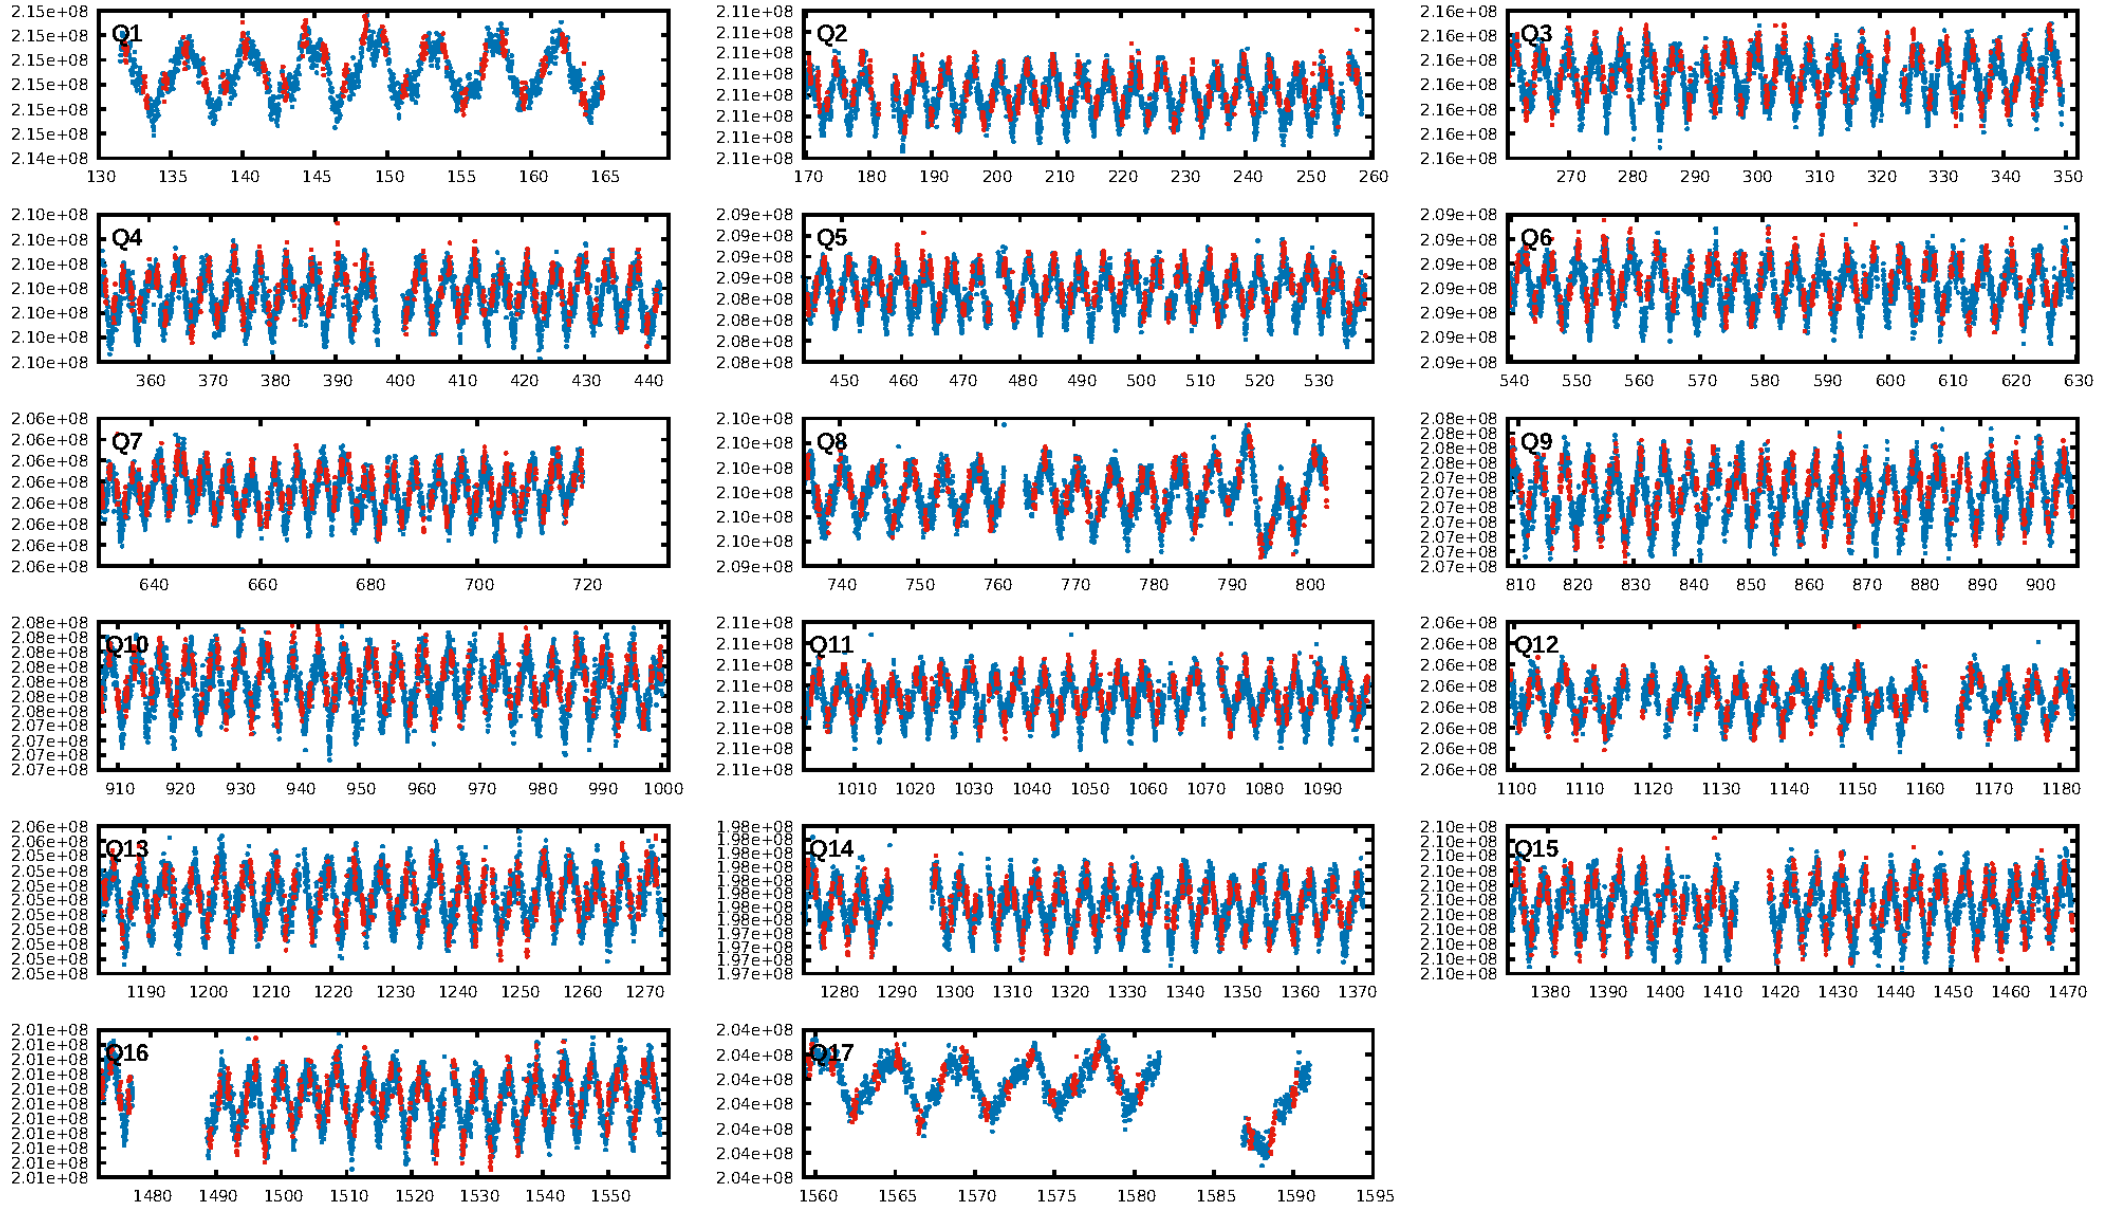 Q1
2.15e+08
2.15e+08
2.15e+08
2.15e+08
2.15e+08
2.15e+08
2.14e+08
130 135 140 145 150 155 160 165
Q2
2.11e+08
2.11e+08
2.11e+08
2.11e+08
2.11e+08
2.11e+08
2.11e+08
2.11e+08
170 180 190 200 210 220 230 240 250 260
Q3
2.16e+08
2.16e+08
2.16e+08
2.16e+08
2.16e+08
2.16e+08
2.16e+08
270 280 290 300 310 320 330 340 350
Q4
2.10e+08
2.10e+08
2.10e+08
2.10e+08
2.10e+08
2.10e+08
2.10e+08
360 370 380 390 400 410 420 430 440
Q5
2.09e+08
2.09e+08
2.09e+08
2.09e+08
2.08e+08
2.08e+08
2.08e+08
2.08e+08
450 460 470 480 490 500 510 520 530
Q6
2.09e+08
2.09e+08
2.09e+08
2.09e+08
2.09e+08
2.09e+08
2.09e+08
540 550 560 570 580 590 600 610 620 630
Q7
2.06e+08
2.06e+08
2.06e+08
2.06e+08
2.06e+08
2.06e+08
2.06e+08
2.06e+08
640 660 680 700 720
Q8
2.10e+08
2.10e+08
2.10e+08
2.10e+08
2.10e+08
2.10e+08
2.09e+08
740 750 760 770 780 790 800
Q9
2.08e+08
2.08e+08
2.08e+08
2.08e+08
2.07e+08
2.07e+08
2.07e+08
2.07e+08
2.07e+08
2.07e+08
2.07e+08
810 820 830 840 850 860 870 880 890 900
Q10
2.08e+08
2.08e+08
2.08e+08
2.08e+08
2.08e+08
2.08e+08
2.08e+08
2.07e+08
2.07e+08
2.07e+08
2.07e+08
910 920 930 940 950 960 970 980 990 1000
Q11
2.11e+08
2.11e+08
2.11e+08
2.11e+08
2.11e+08
2.11e+08
2.11e+08
2.11e+08
1010 1020 1030 1040 1050 1060 1070 1080 1090
Q12
2.06e+08
2.06e+08
2.06e+08
2.06e+08
2.06e+08
2.06e+08
2.06e+08
2.06e+08
1100 1110 1120 1130 1140 1150 1160 1170 1180
Q13
2.06e+08
2.06e+08
2.05e+08
2.05e+08
2.05e+08
2.05e+08
2.05e+08
2.05e+08
2.05e+08
2.05e+08
2.05e+08
1190 1200 1210 1220 1230 1240 1250 1260 1270
Q14
1.98e+08
1.98e+08
1.98e+08
1.98e+08
1.98e+08
1.98e+08
1.98e+08
1.98e+08
1.97e+08
1.97e+08
1.97e+08
1.97e+08
1280 1290 1300 1310 1320 1330 1340 1350 1360 1370
Q15
2.10e+08
2.10e+08
2.10e+08
2.10e+08
2.10e+08
2.10e+08
2.10e+08
2.10e+08
2.10e+08
2.10e+08
2.10e+08
1380 1390 1400 1410 1420 1430 1440 1450 1460 1470
Q16
2.01e+08
2.01e+08
2.01e+08
2.01e+08
2.01e+08
2.01e+08
2.01e+08
2.01e+08
2.01e+08
2.01e+08
2.01e+08
1480 1490 1500 1510 1520 1530 1540 1550
Q17
2.04e+08
2.04e+08
2.04e+08
2.04e+08
2.04e+08
2.04e+08
2.04e+08
1560 1565 1570 1575 1580 1585 1590 1595